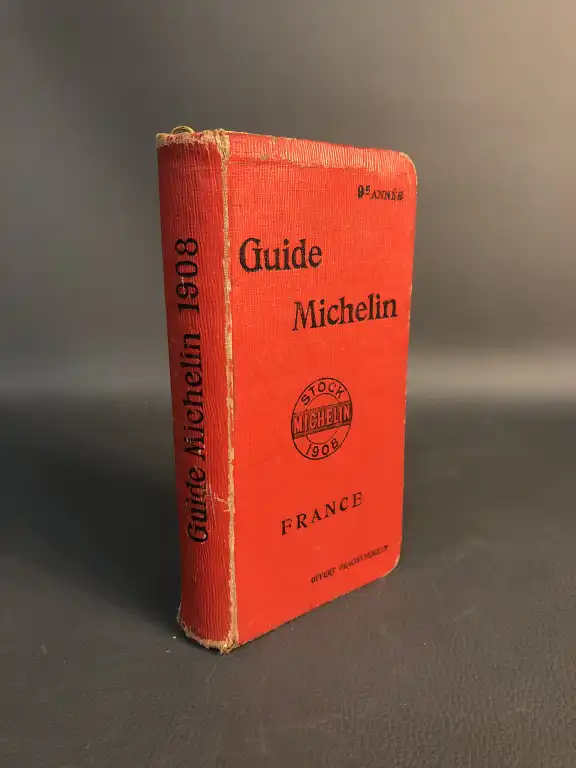 Guide Michelin 1908
9e ANNÉE
Guide
Michelin
STOCK
MICHELIN
1908
FRANCE
OFFERT GRACIEUSEMENT